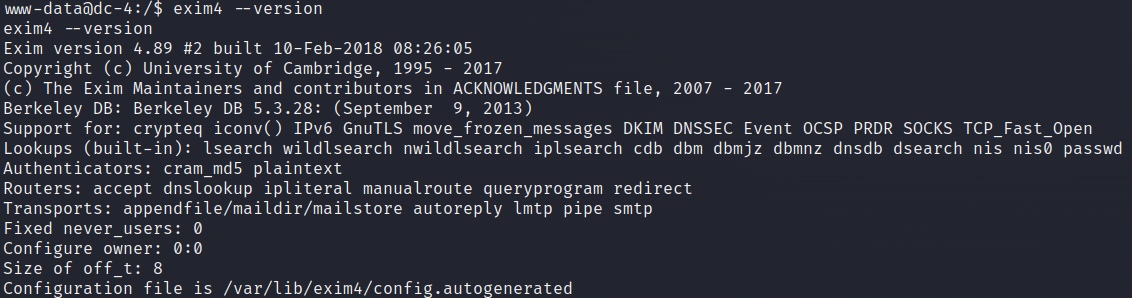 www-data@dc-4:/$ exim4 --version
exim4 --version
Exim version 4.89 #2 built 10-Feb-2018 08:26:05
Copyright (c) University of Cambridge, 1995 - 2017
(c) The Exim Maintainers and contributors in ACKNOWLEDGMENTS file, 2007 - 2017
Berkeley DB: Berkeley DB 5.3.28: (September  9, 2013)
Support for: crypteq iconv() IPv6 GnuTLS move_frozen_messages DKIM DNSSEC Event OCSP PRDR SOCKS TCP_Fast_Open
Lookups (built-in): lsearch wildlsearch nwildlsearch iplsearch cdb dbm dbmjz dbmnz dnsdb dsearch nis nis0 passwd
Authenticators: cram_md5 plaintext
Routers: accept dnslookup ipliteral manualroute queryprogram redirect
Transports: appendfile/maildir/mailstore autoreply lmtp pipe smtp
Fixed never_users: 0
Configure owner: 0:0
Size of off_t: 8
Configuration file is /var/lib/exim4/config.autogenerated